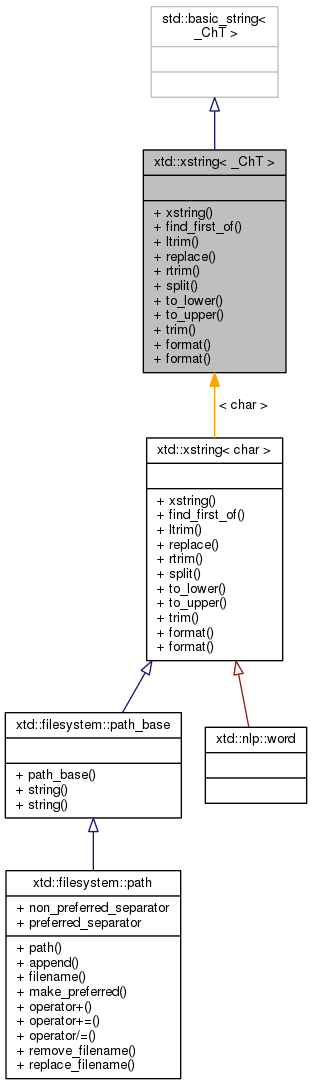 std::basic_string<
_ChT >
xtd::xstring< _ChT >
+ xstring()
+ find_first_of()
+ ltrim()
+ replace()
+ rtrim()
+ split()
+ to_lower()
+ to_upper()
+ trim()
+ format()
+ format()
< char >
xtd::xstring< char >
+ xstring()
+ find_first_of()
+ ltrim()
+ replace()
+ rtrim()
+ split()
+ to_lower()
+ to_upper()
+ trim()
+ format()
+ format()
xtd::filesystem::path_base
+ path_base()
+ string()
+ string()
xtd::nlp::word
xtd::filesystem::path
+ non_preferred_separator
+ preferred_separator
+ path()
+ append()
+ filename()
+ make_preferred()
+ operator+()
+ operator+=()
+ operator/=()
+ remove_filename()
+ replace_filename()